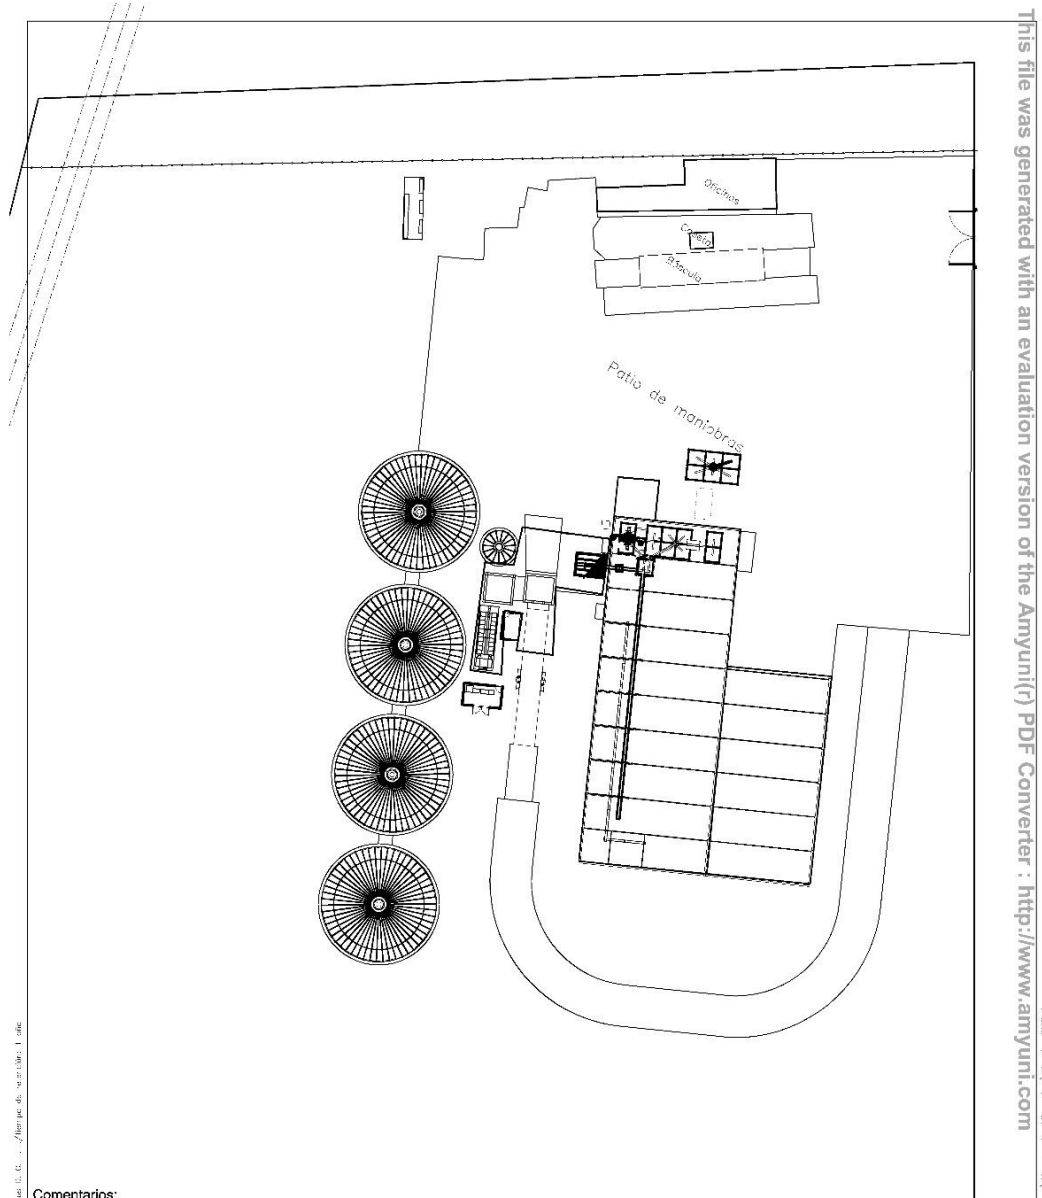 This file was generated with an evaluation version of the Amyuni(r) PDF Converter : http://www.amyuni.com
Oficinas
Caseta
Báscula
Patio de maniobras
Comentarios: